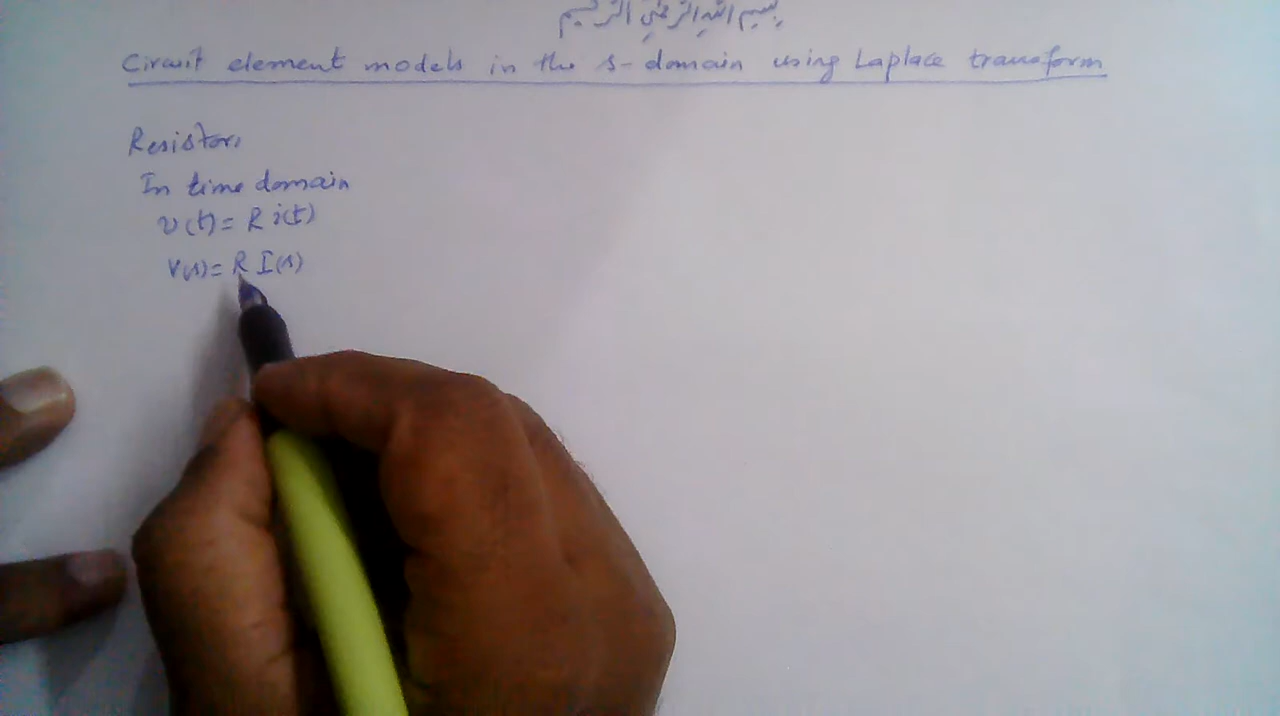 بسم الله الرحمن الرحيم
Circuit element models in the s-domain using Laplace transform
Resistor,
In time domain
v(t) = R i(t)
V(s) = R I(s)